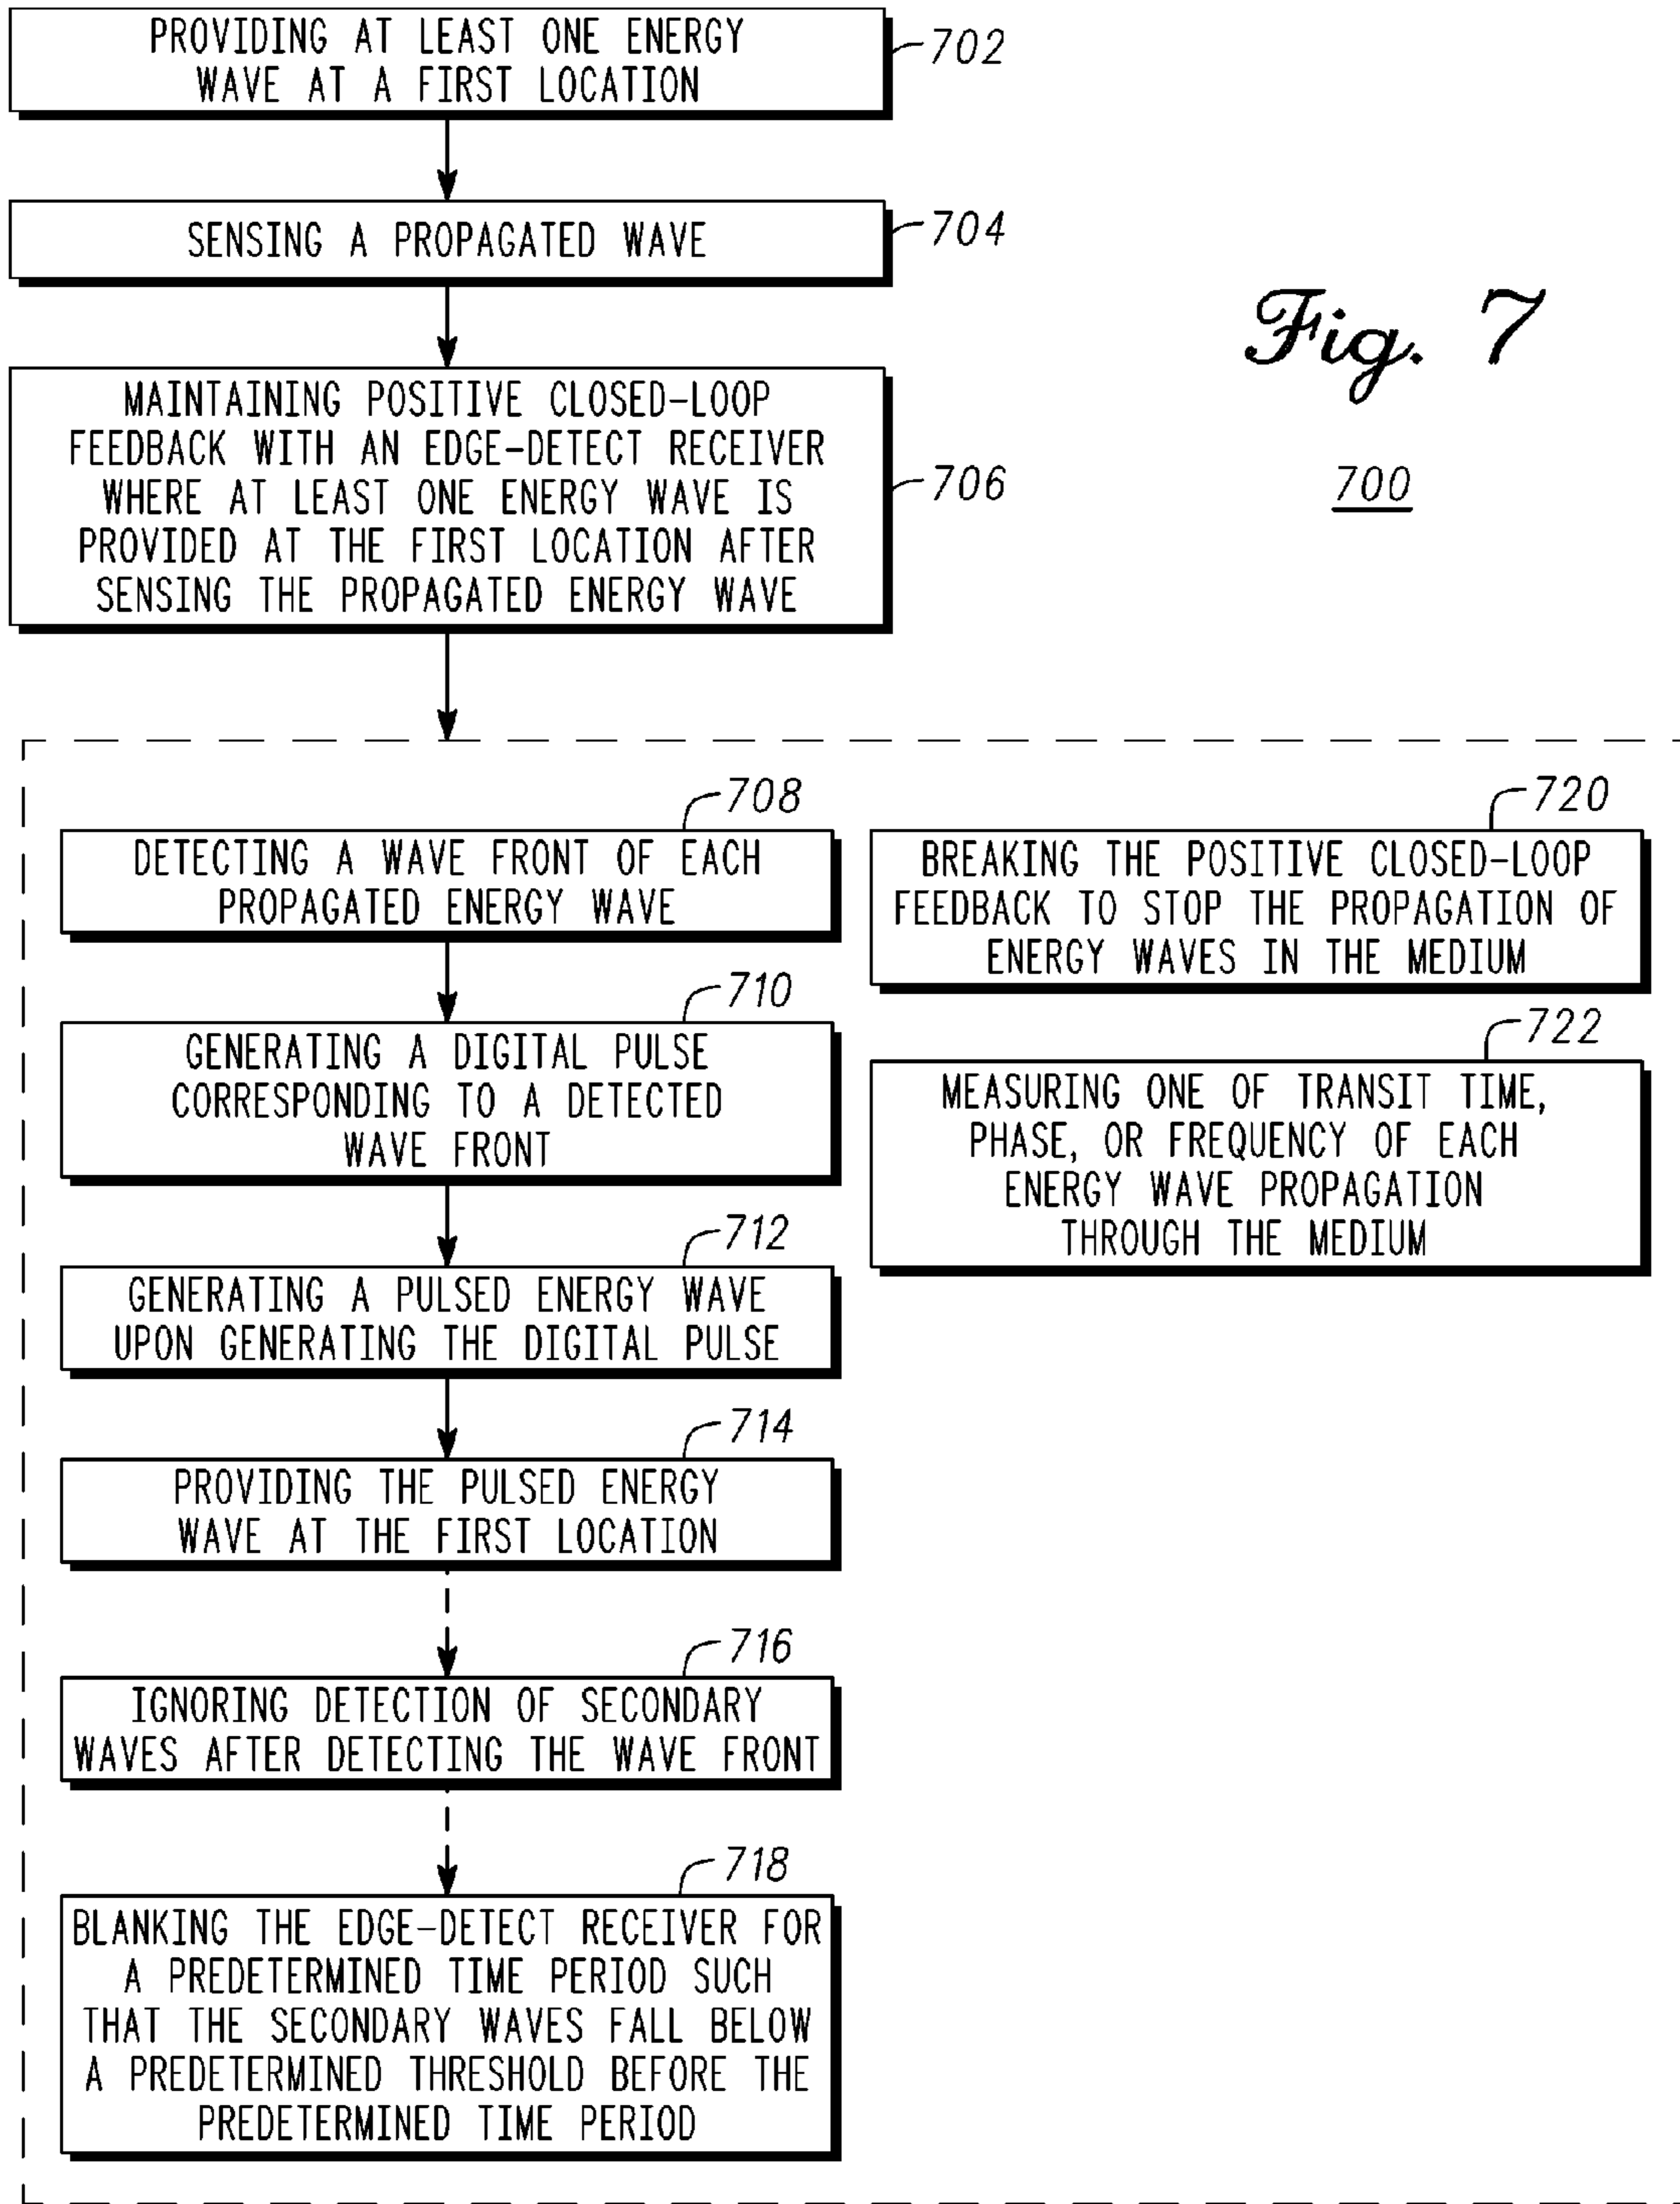 PROVIDING AT LEAST ONE ENERGY
WAVE AT A FIRST LOCATION
702
SENSING A PROPAGATED WAVE
704
Fig. 7
700
MAINTAINING POSITIVE CLOSED-LOOP
FEEDBACK WITH AN EDGE-DETECT RECEIVER
WHERE AT LEAST ONE ENERGY WAVE IS
PROVIDED AT THE FIRST LOCATION AFTER
SENSING THE PROPAGATED ENERGY WAVE
706
708
DETECTING A WAVE FRONT OF EACH
PROPAGATED ENERGY WAVE
710
GENERATING A DIGITAL PULSE
CORRESPONDING TO A DETECTED
WAVE FRONT
712
GENERATING A PULSED ENERGY WAVE
UPON GENERATING THE DIGITAL PULSE
714
PROVIDING THE PULSED ENERGY
WAVE AT THE FIRST LOCATION
716
IGNORING DETECTION OF SECONDARY
WAVES AFTER DETECTING THE WAVE FRONT
718
BLANKING THE EDGE-DETECT RECEIVER FOR
A PREDETERMINED TIME PERIOD SUCH
THAT THE SECONDARY WAVES FALL BELOW
A PREDETERMINED THRESHOLD BEFORE THE
PREDETERMINED TIME PERIOD
720
BREAKING THE POSITIVE CLOSED-LOOP
FEEDBACK TO STOP THE PROPAGATION OF
ENERGY WAVES IN THE MEDIUM
722
MEASURING ONE OF TRANSIT TIME,
PHASE, OR FREQUENCY OF EACH
ENERGY WAVE PROPAGATION
THROUGH THE MEDIUM